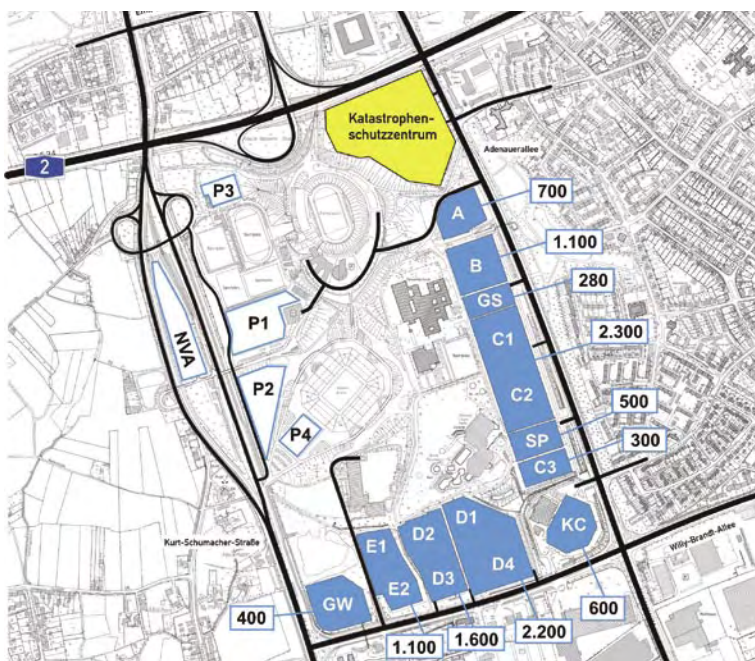 Katastrophen-
schutzzentrum
Adenauerallee
2
P3
A
700
B
1.100
GS
280
NVA
P1
C1
2.300
P2
C2
500
P4
SP
300
C3
D1
KC
D2
E1
Kurt-Schumacher-Straße
Willy-Brandt-Allee
D4
D3
E2
GW
400
600
2.200
1.600
1.100